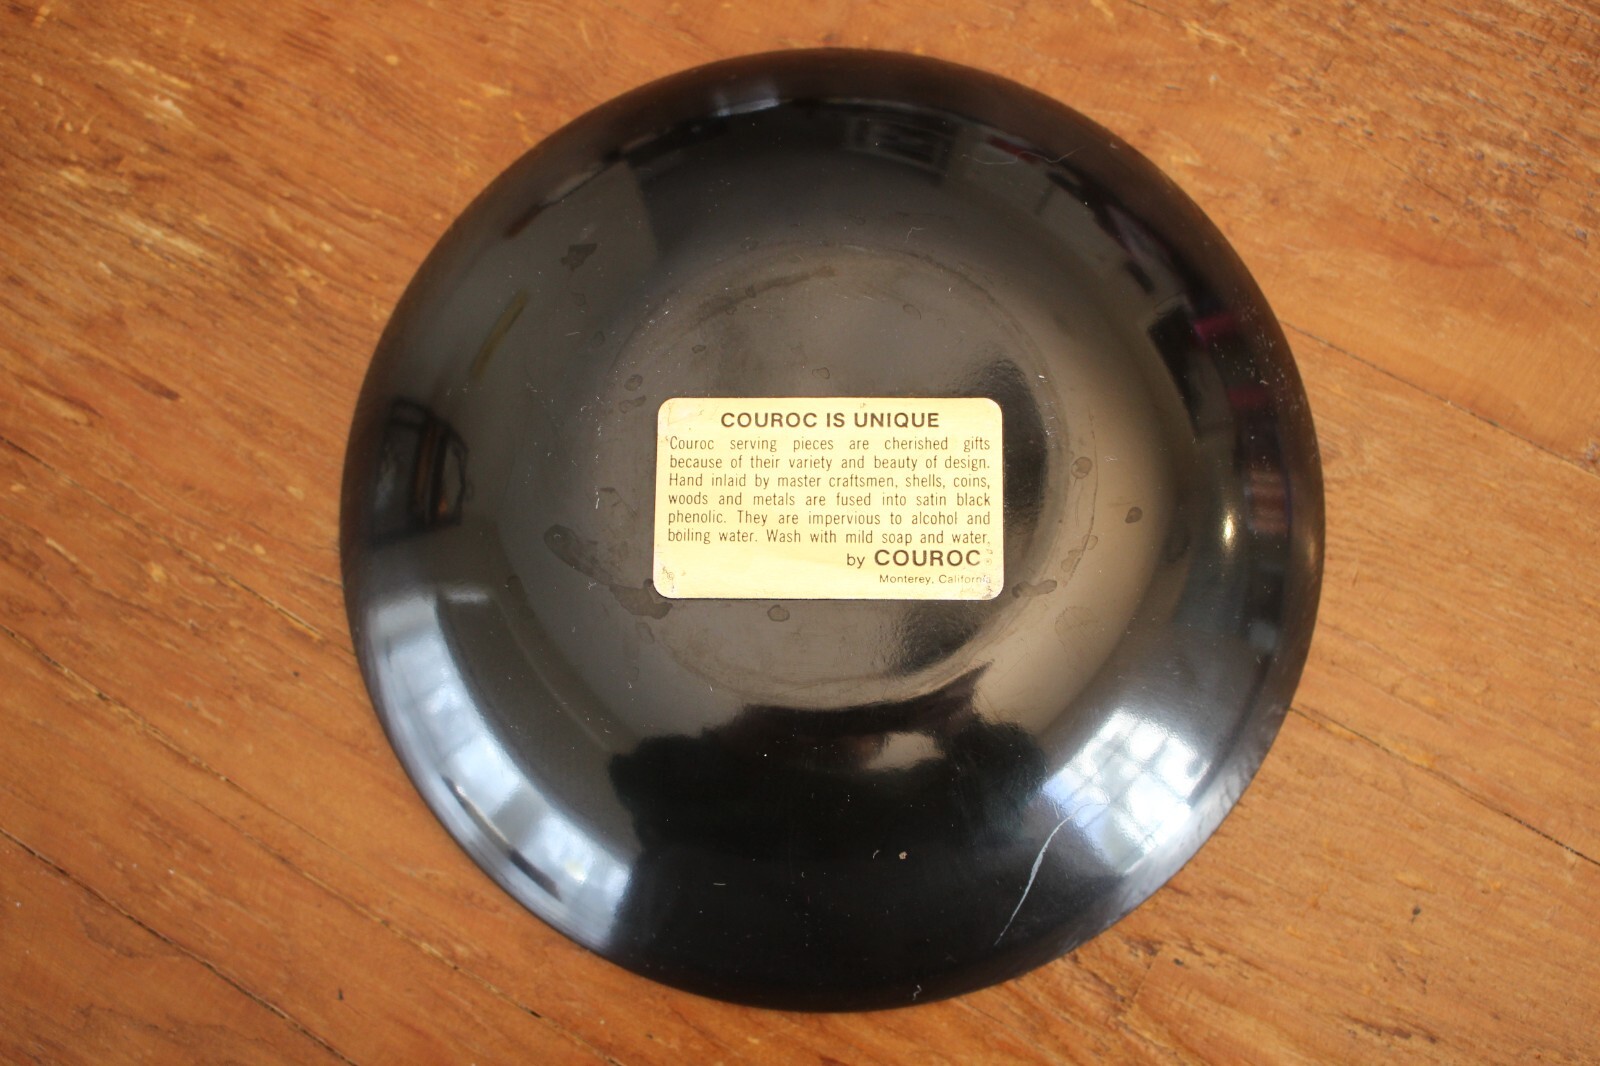 COUROC IS UNIQUE
Couroc serving pieces are cherished gifts
because of their variety and beauty of design.
Hand inlaid by master craftsmen, shells, coins,
woods and metals are fused into satin black
phenolic. They are impervious to alcohol and
boiling water. Wash with mild soap and water,
by COUROC
Monterey, California